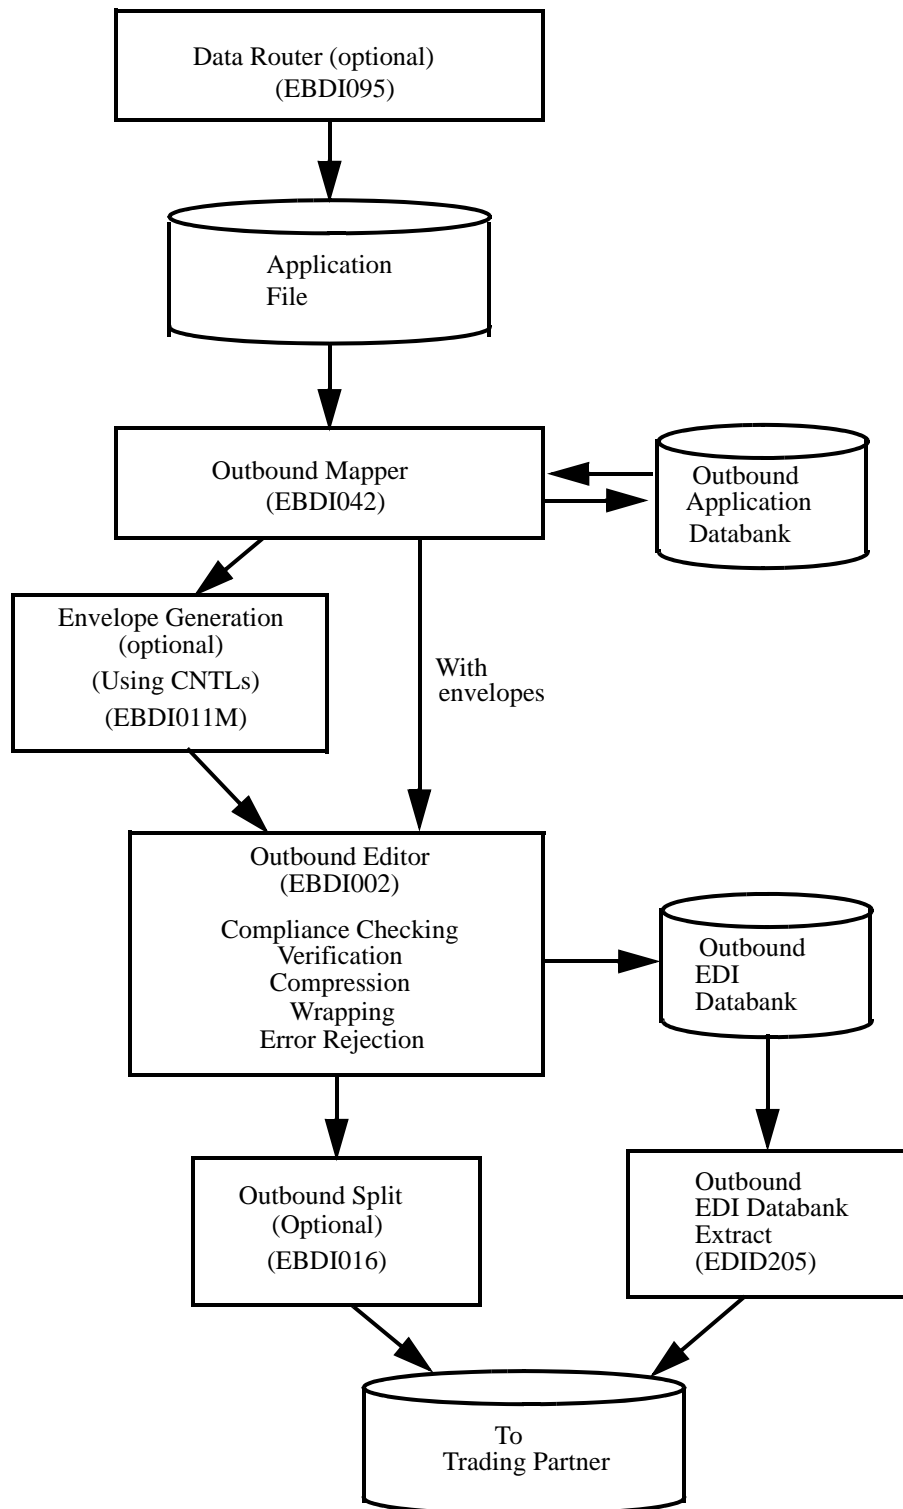 Data Router (optional)
(EBDI095)
Application
File
Outbound Mapper
(EBDI042)
Outbound
Application
Databank
Envelope Generation
(optional)
(Using CNTLs)
(EBDI011M)
With
envelopes
Outbound Editor
(EBDI002)
Compliance Checking
Verification
Compression
Wrapping
Error Rejection
Outbound
EDI
Databank
Outbound Split
(Optional)
(EBDI016)
Outbound
EDI Databank
Extract
(EDID205)
To
Trading Partner